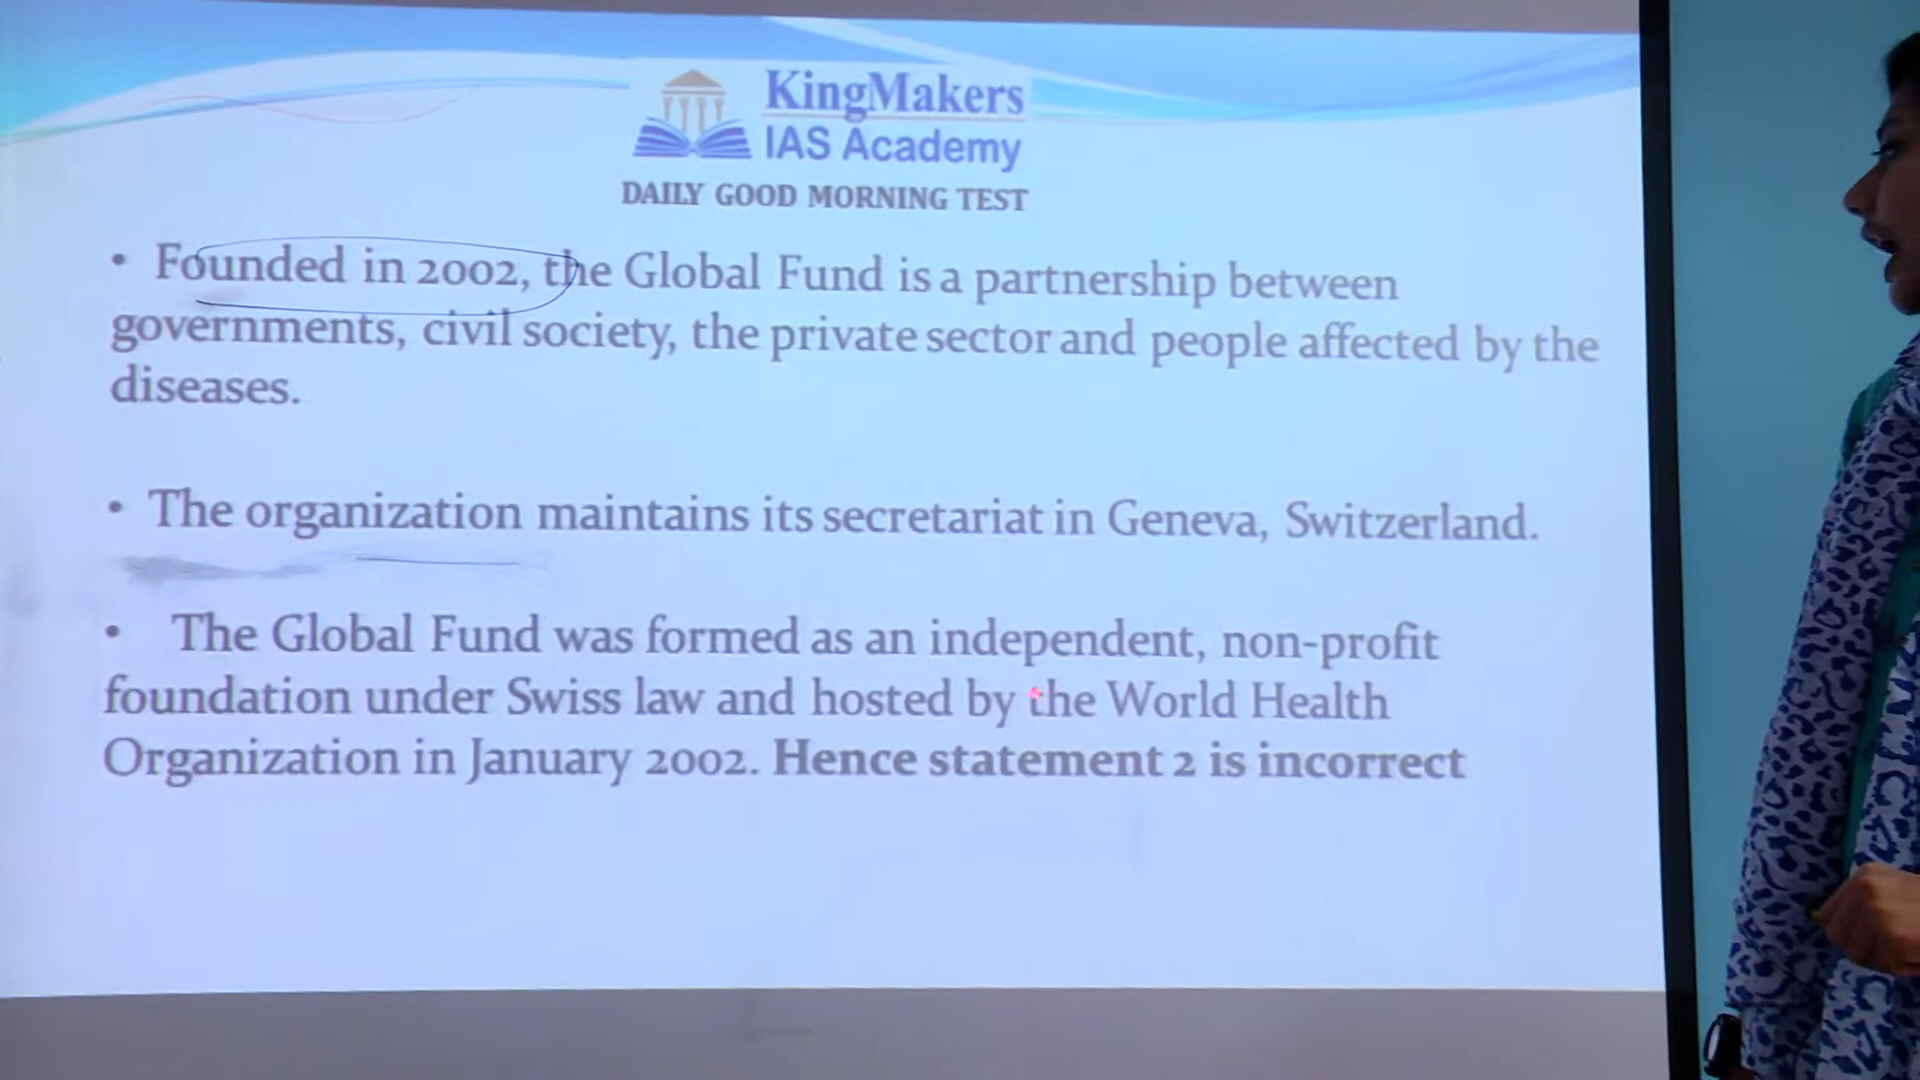 KingMakers
IAS Academy
DAILY GOOD MORNING TEST
• Founded in 2002, the Global Fund is a partnership between
governments, civil society, the private sector and people affected by the
diseases.
• The organization maintains its secretariat in Geneva, Switzerland.
• The Global Fund was formed as an independent, non-profit
foundation under Swiss law and hosted by the World Health
Organization in January 2002. Hence statement 2 is incorrect